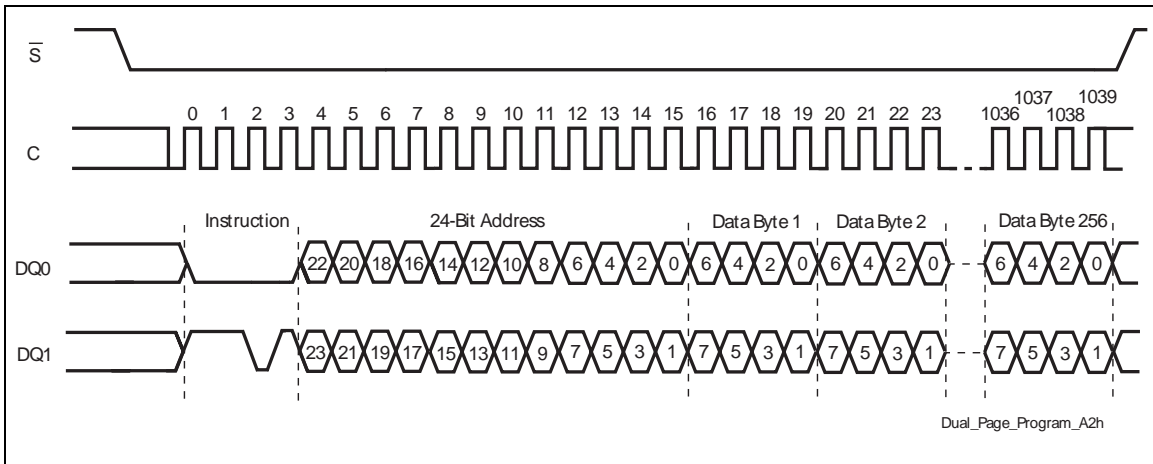 S
0 1 2 3 4 5 6 7 8 9 10 11 12 13 14 15 16 17 18 19 20 21 22 23 1036 1037 1038 1039
C
Instruction 24-Bit Address Data Byte 1 Data Byte 2 Data Byte 256
DQ0 22 20 18 16 14 12 10 8 6 4 2 0 6 4 2 0 6 4 2 0 6 4 2 0
DQ1 23 21 19 17 15 13 11 9 7 5 3 1 7 5 3 1 7 5 3 1 7 5 3 1
Dual_Page_Program_A2h